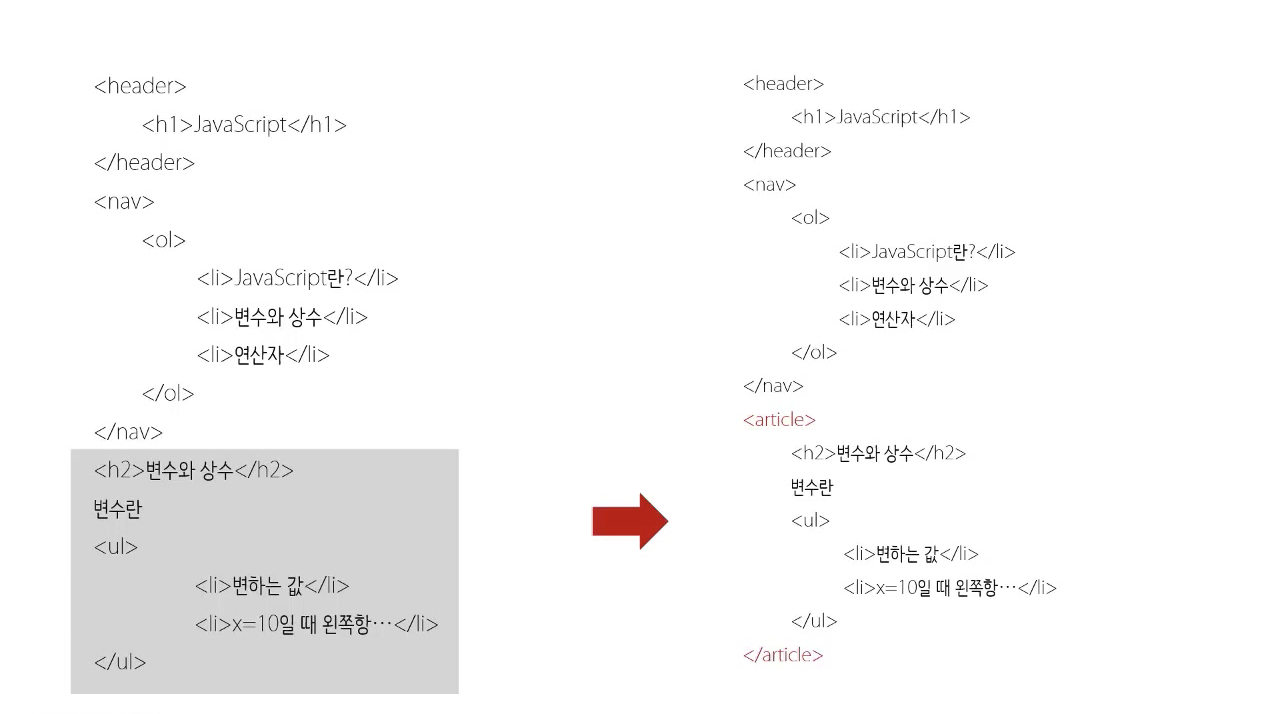 <header>
<h1>JavaScript</h1>
</header>
<nav>
<ol>
<li>JavaScript란?</li>
<li>변수와 상수</li>
<li>연산자</li>
</ol>
</nav>
<h2>변수와 상수</h2>
변수란
<ul>
<li>변하는 값</li>
<li>x=10일 때 왼쪽항…</li>
</ul>
<header>
<h1>JavaScript</h1>
</header>
<nav>
<ol>
<li>JavaScript란?</li>
<li>변수와 상수</li>
<li>연산자</li>
</ol>
</nav>
<article>
<h2>변수와 상수</h2>
변수란
<ul>
<li>변하는 값</li>
<li>x=10일 때 왼쪽항…</li>
</ul>
</article>